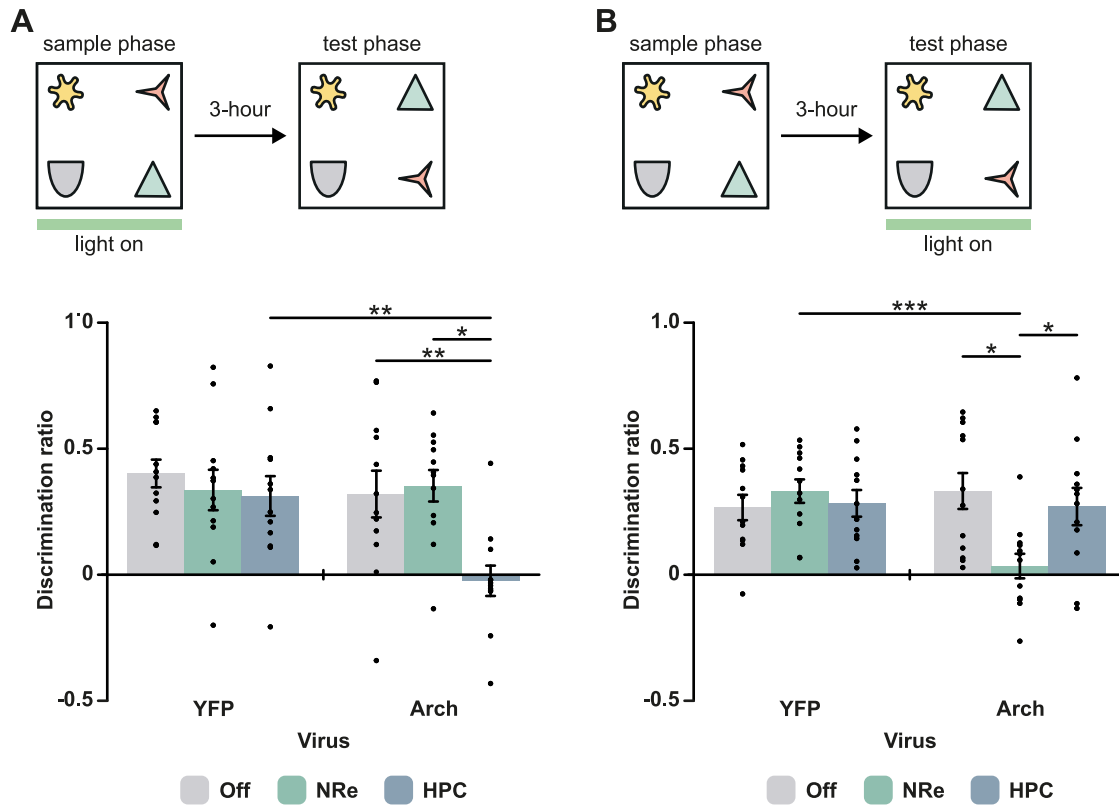 A
sample phase
test phase
3-hour
light on
**
*
**
1.0
0.5
0
-0.5
Discrimination ratio
YFP
Arch
Virus
Off
NRe
HPC
B
sample phase
test phase
3-hour
light on
***
*
*
1.0
0.5
0
-0.5
Discrimination ratio
YFP
Arch
Virus
Off
NRe
HPC